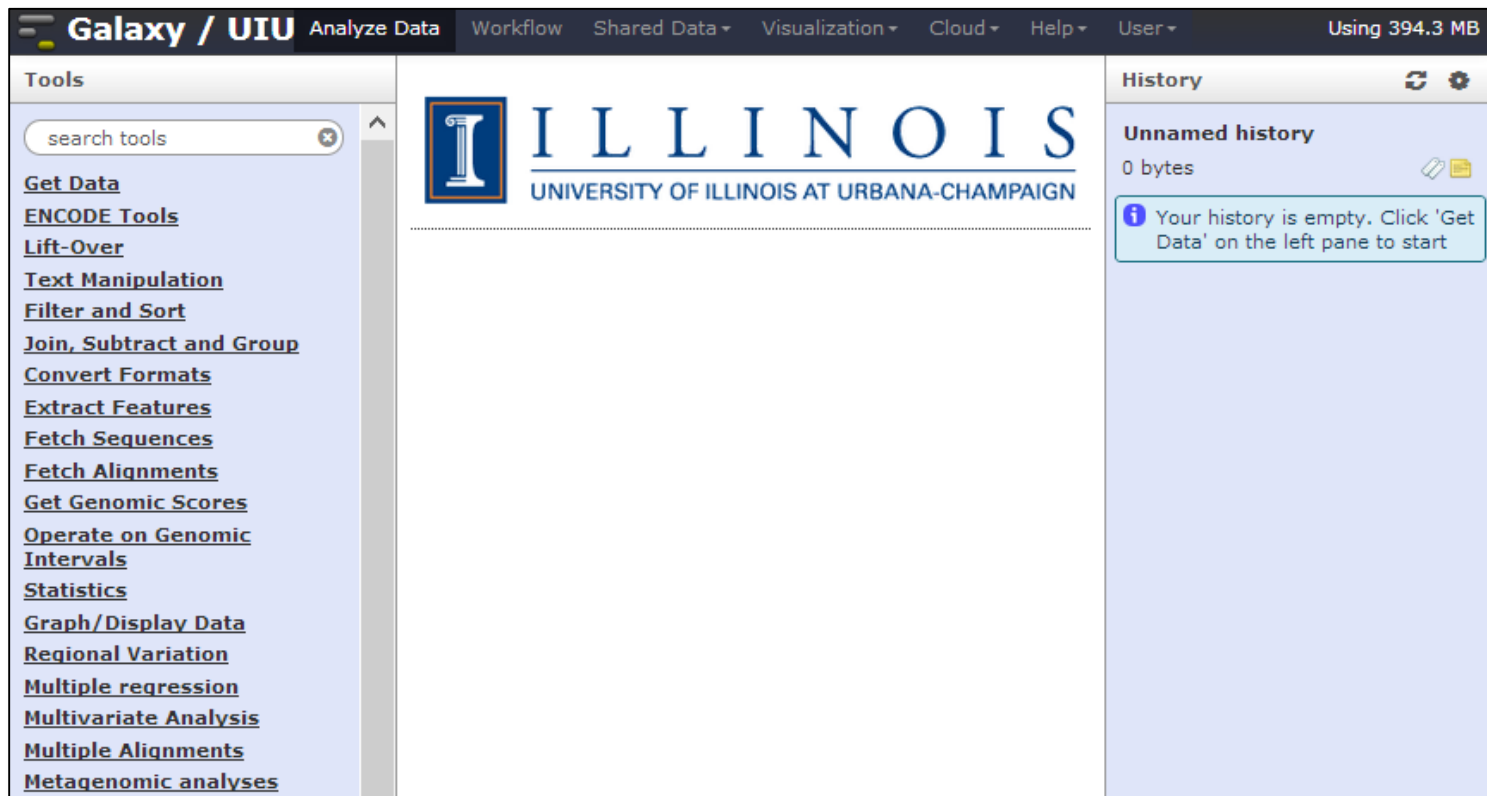 Galaxy / UIU Analyze Data Workflow Shared Data Visualization Cloud Help User Using 394.3 MB
Tools
search tools
Get Data
ENCODE Tools
Lift-Over
Text Manipulation
Filter and Sort
Join, Subtract and Group
Convert Formats
Extract Features
Fetch Sequences
Fetch Alignments
Get Genomic Scores
Operate on Genomic
Intervals
Statistics
Graph/Display Data
Regional Variation
Multiple regression
Multivariate Analysis
Multiple Alignments
Metagenomic analyses
I ILLINOIS
UNIVERSITY OF ILLINOIS AT URBANA-CHAMPAIGN
History
Unnamed history
0 bytes
Your history is empty. Click 'Get
Data' on the left pane to start